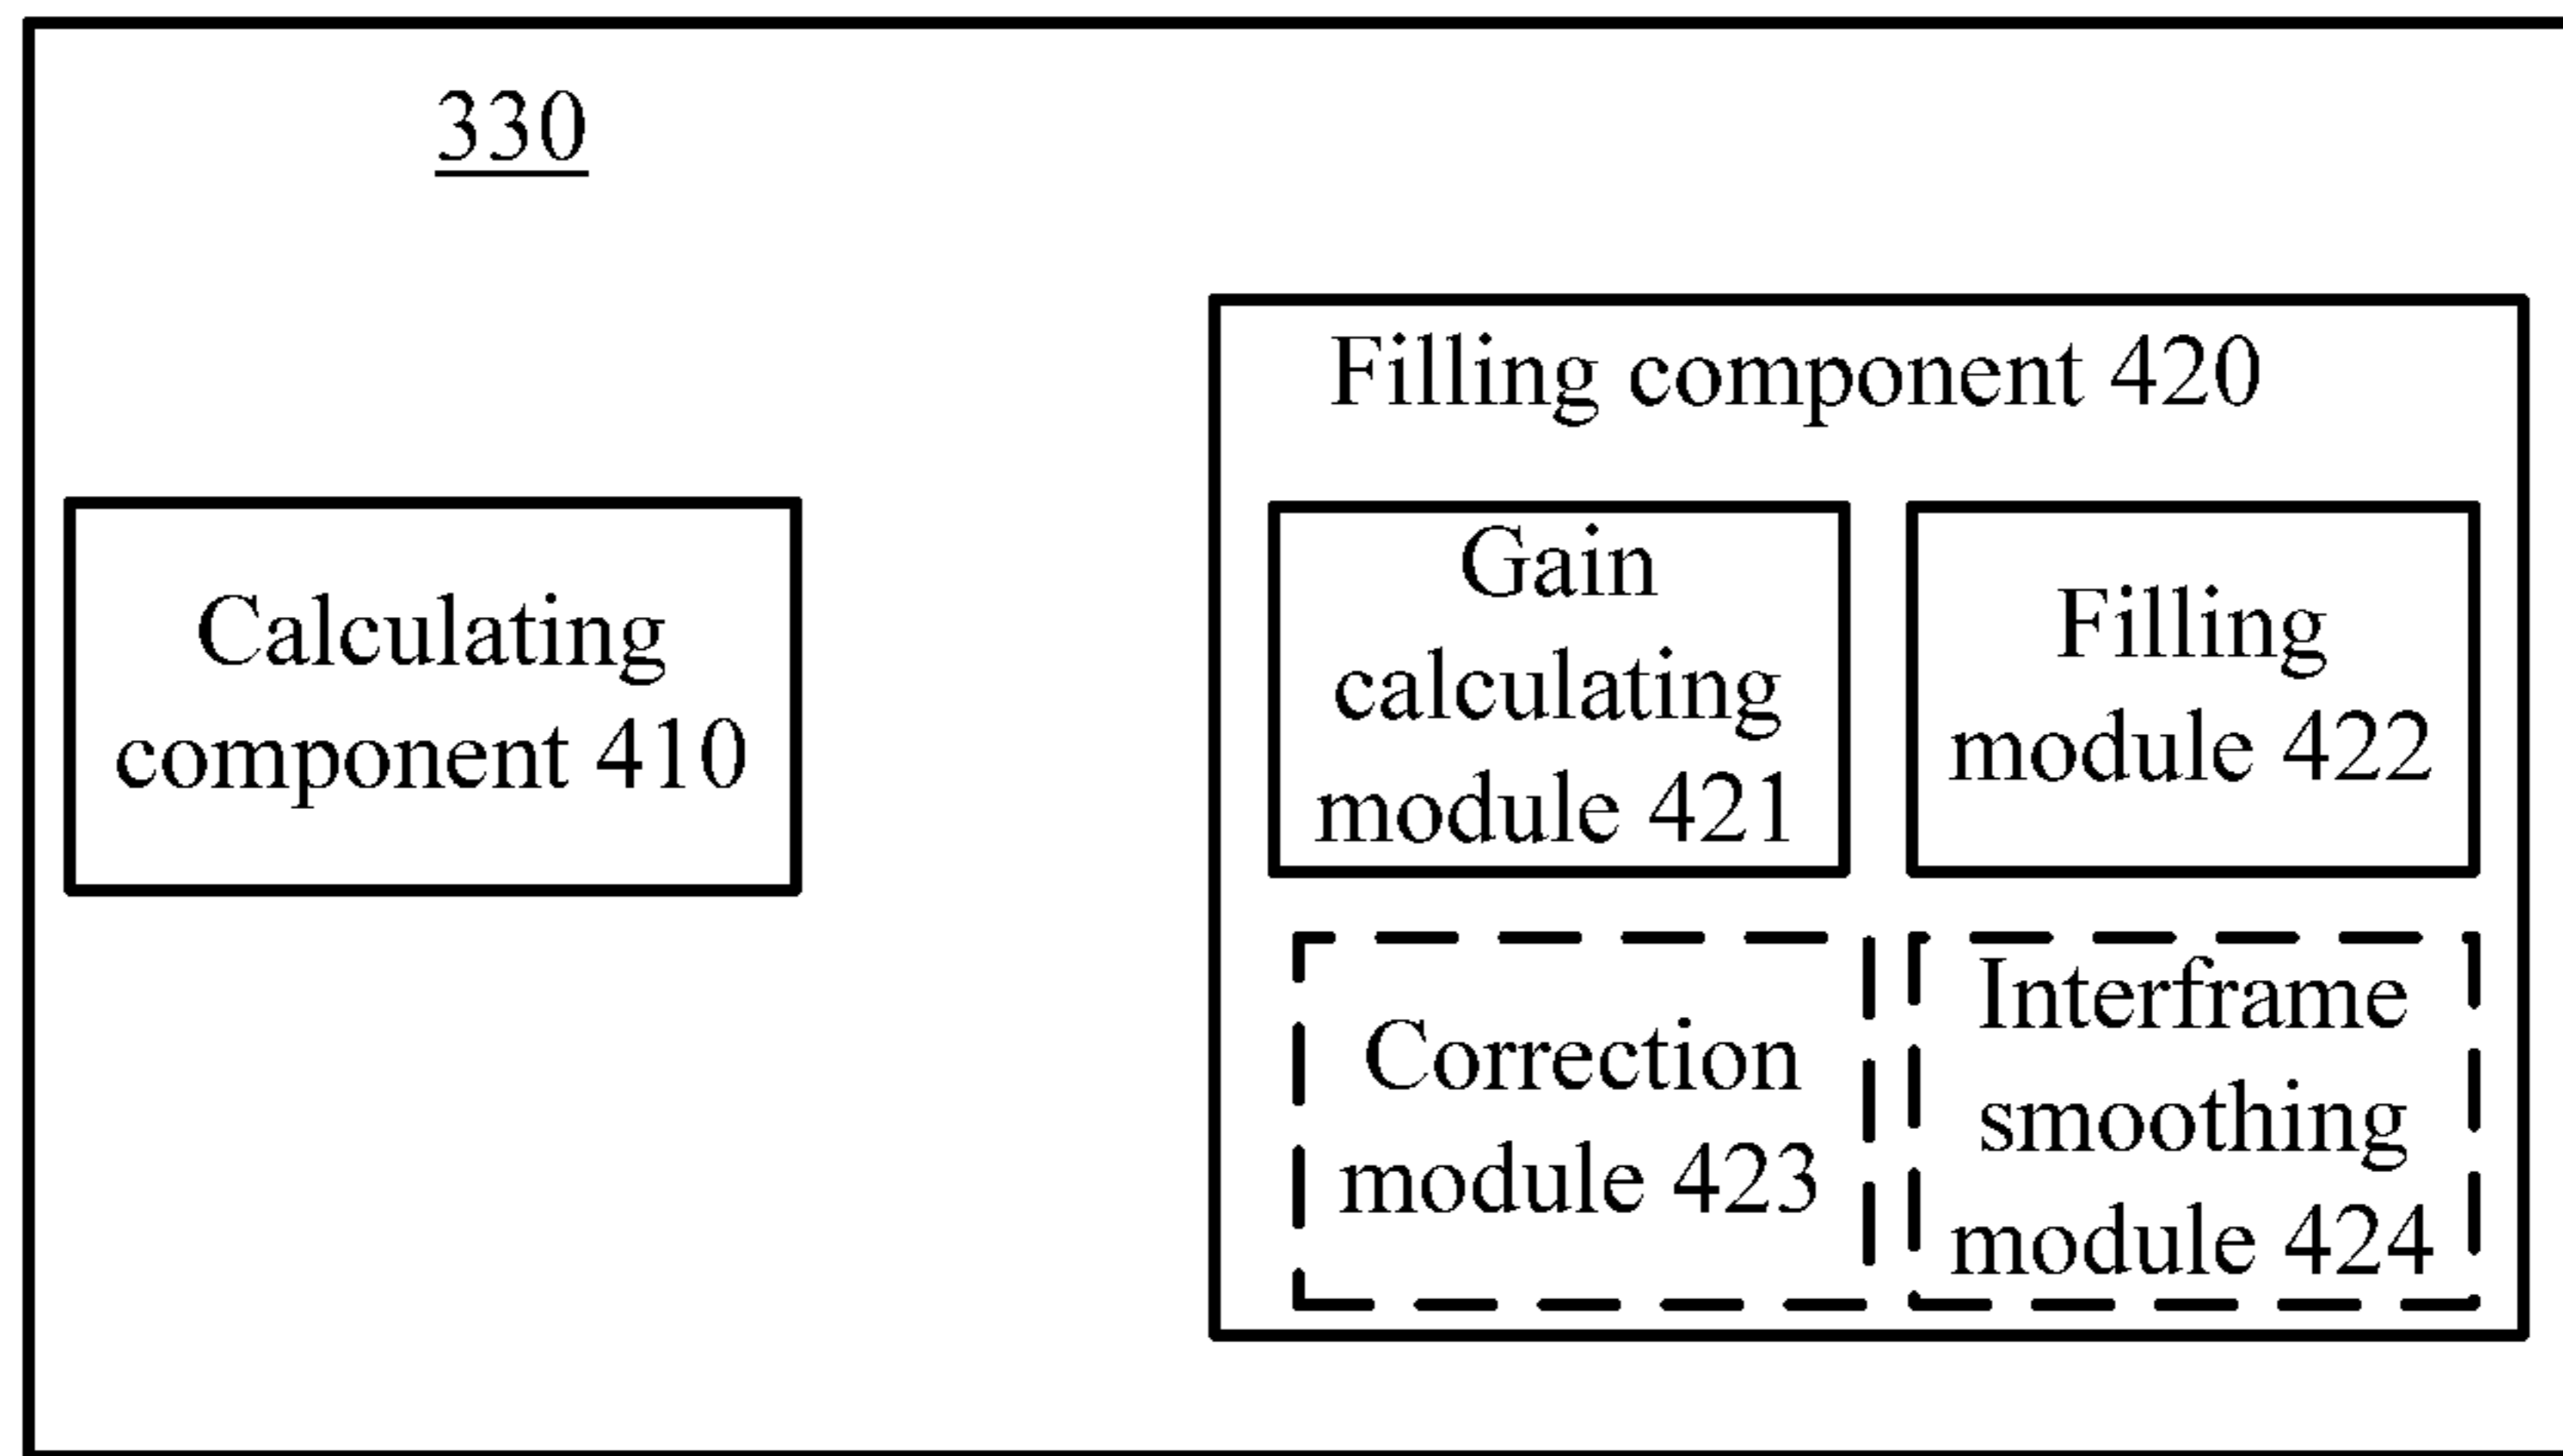 330
Filling component 420
Calculating
component 410
Gain
calculating
module 421
Filling
module 422
Correction
module 423
Interframe
smoothing
module 424